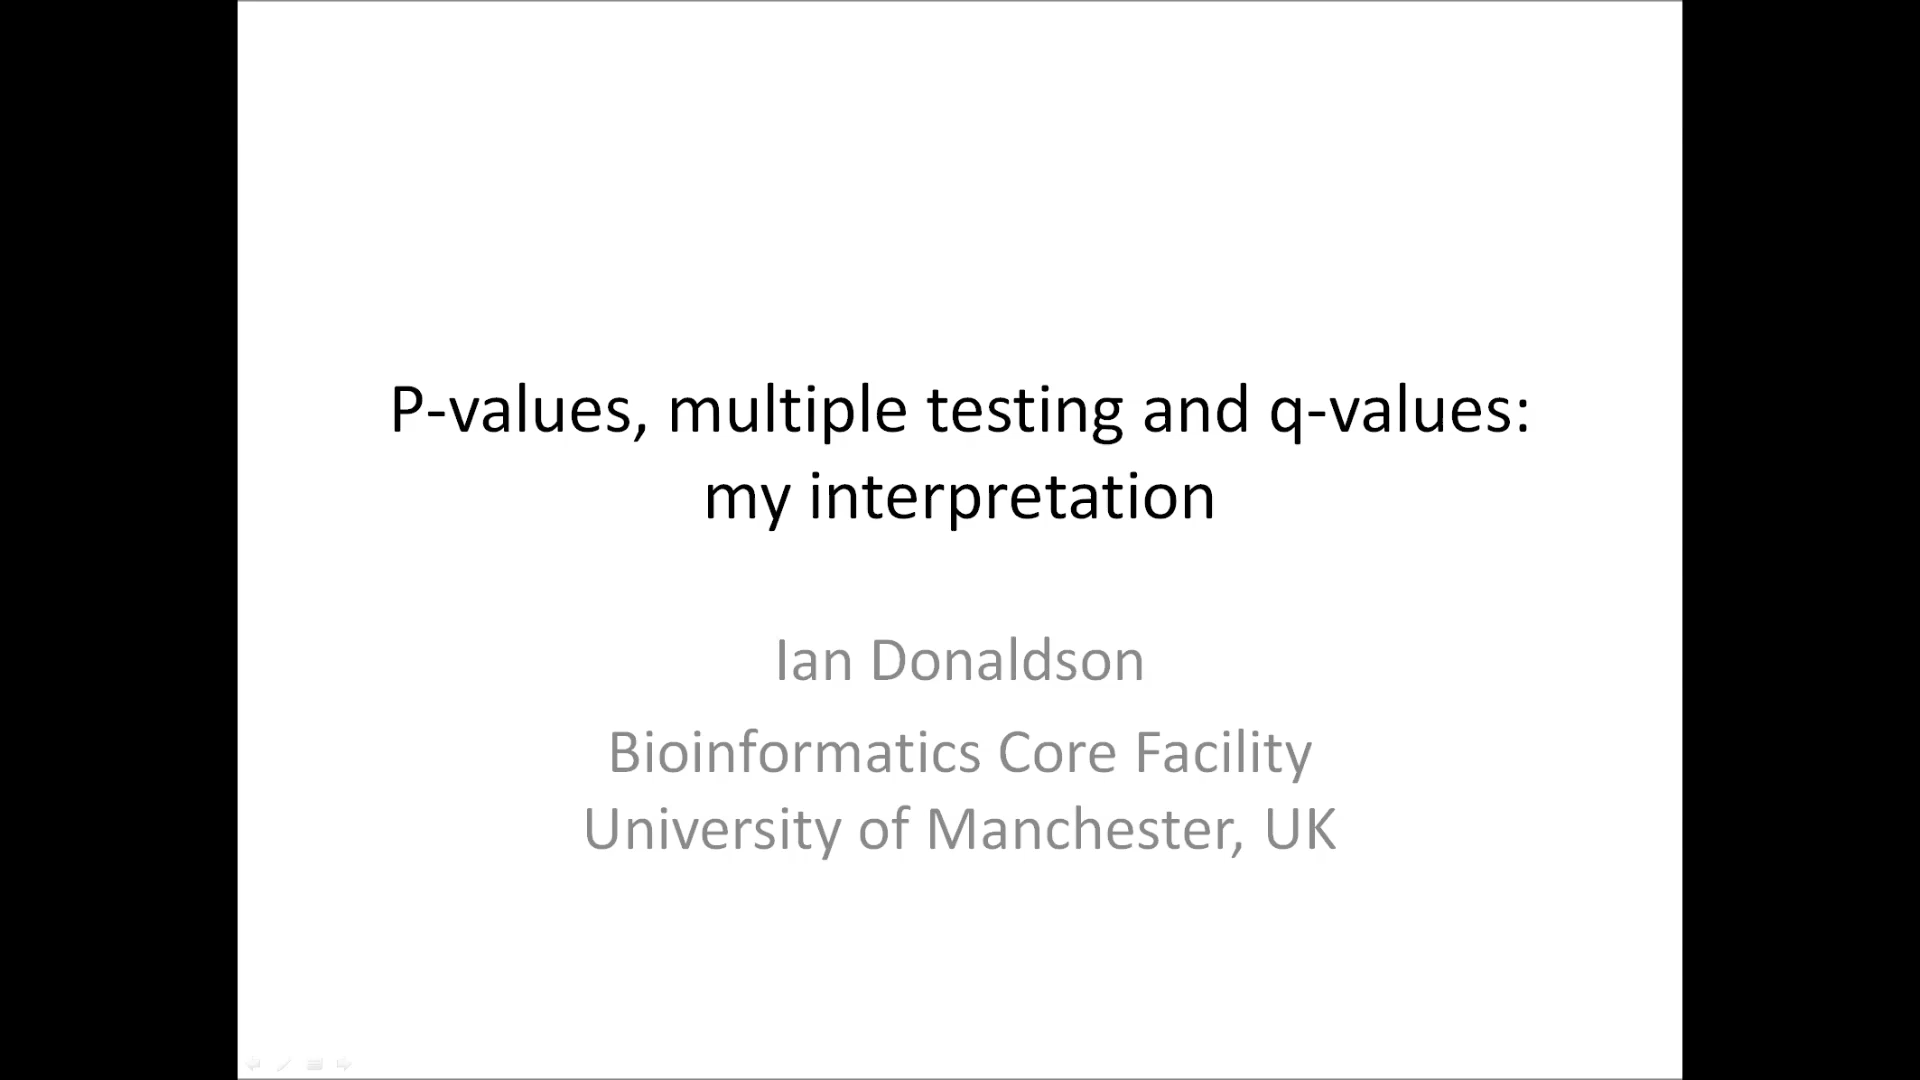 P-values, multiple testing and q-values:
my interpretation
Ian Donaldson
Bioinformatics Core Facility
University of Manchester, UK